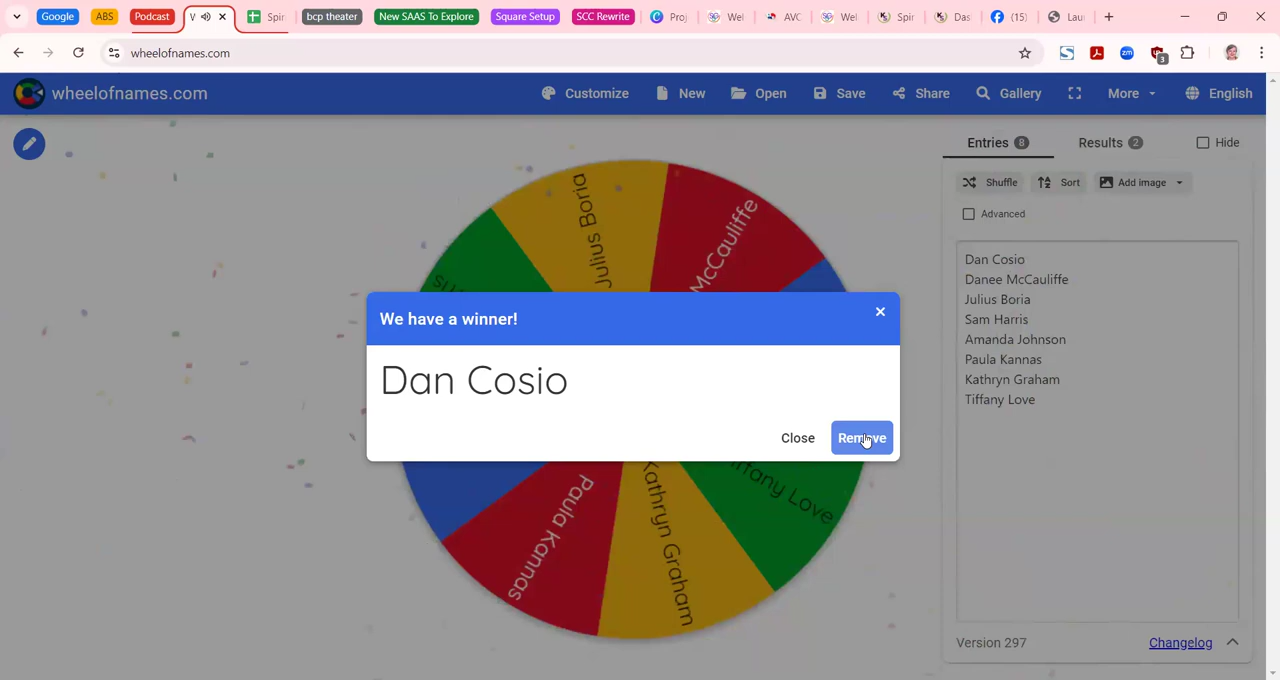 Google
ABS
Podcast
V
Spir
bcp theater
New SAAS To Explore
Square Setup
SCC Rewrite
Proj
Wel
AVC
Wel
Spir
Das
(15)
Lau
wheelofnames.com
3
wheelofnames.com
Customize
New
Open
Save
Share
Gallery
More
English
Entries 8
Results 2
Hide
Shuffle
Sort
Add image
Advanced
Dan Cosio
Danee McCauliffe
Julius Boria
Sam Harris
Amanda Johnson
Paula Kannas
Kathryn Graham
Tiffany Love
Version 297
Changelog
Julius Boria
McCauliffe
We have a winner!
Dan Cosio
Close
Remove
Paula Kannas
Kathryn Graham
Tiffany Love